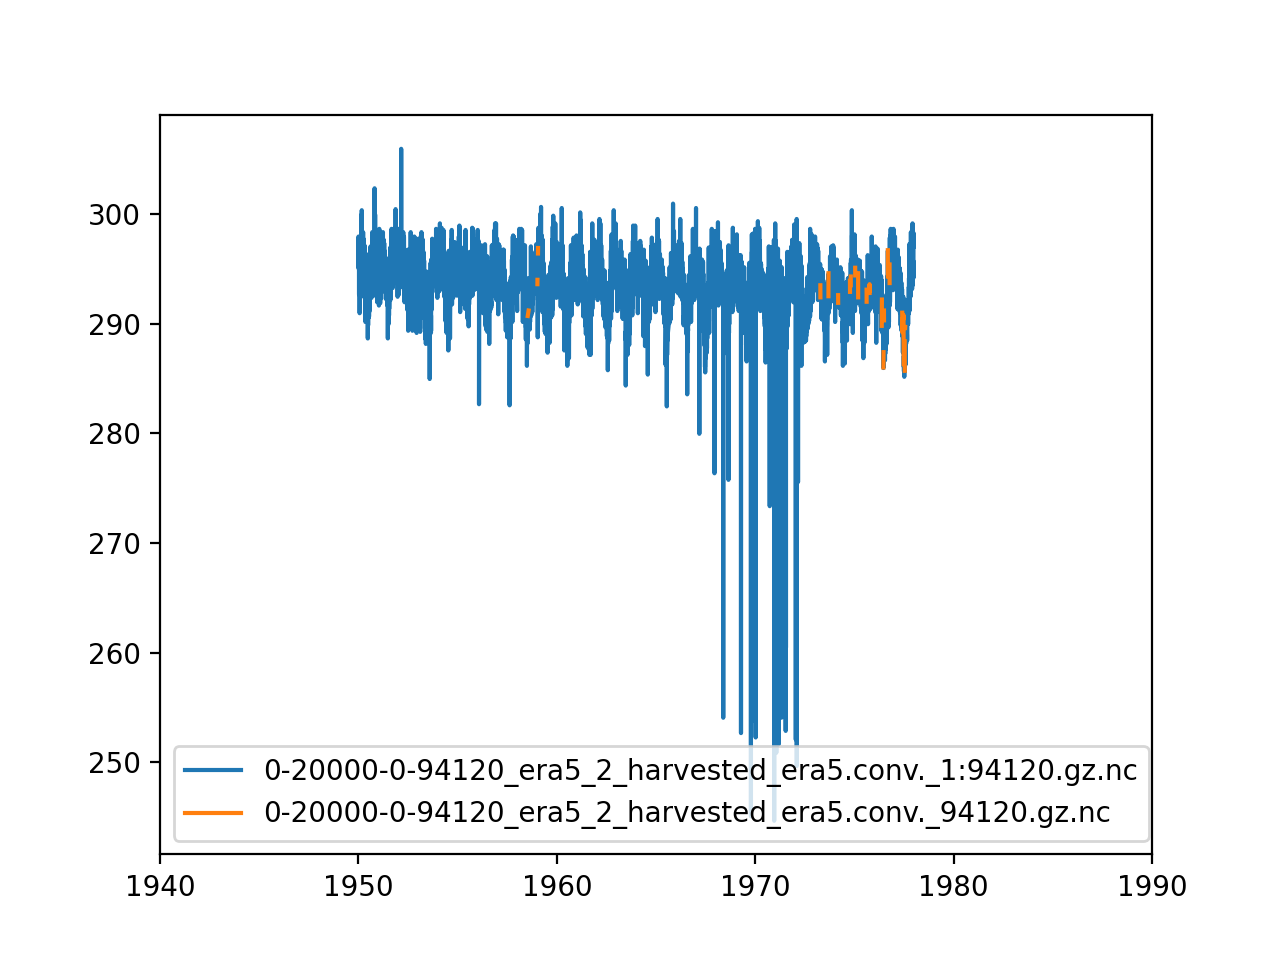 300
290
280
270
260
250
0-20000-0-94120_era5_2_harvested_era5.conv._1:94120.gz.nc
0-20000-0-94120_era5_2_harvested_era5.conv._94120.gz.nc
1940 1950 1960 1970 1980 1990